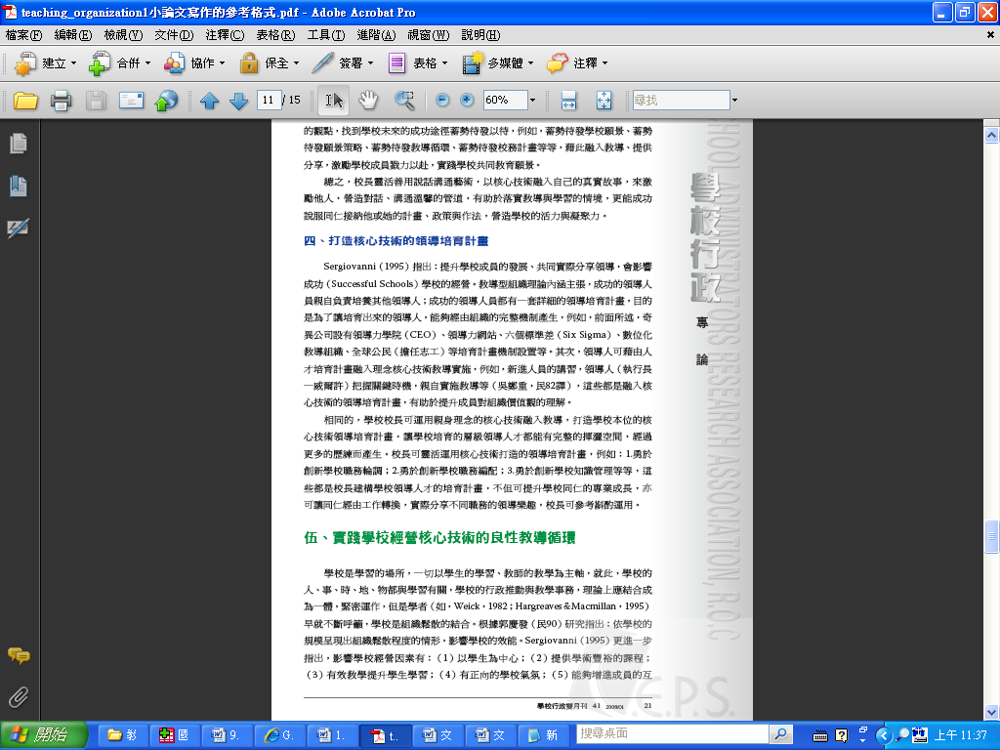 teaching_organization1小論文寫作的參考格式.pdf - Adobe Acrobat Pro
檔案(F) 編輯(E) 檢視(V) 文件(D) 注釋(C) 表格(R) 工具(T) 進階(A) 視窗(W) 說明(H)
建立 合併 協作 保全 簽署 表格 多媒體 注釋
11 / 15 60% 尋找
的觀點，找到學校未來的成功途徑蓄勢待發以待，例如，蓄勢待發學校願景、蓄勢
待發願景策略、蓄勢待發教導循環、蓄勢待發校務計畫等等，藉此融入教導、提供
分享，激勵學校成員戮力以赴，實踐學校共同教育願景。
總之，校長靈活善用說話溝通藝術，以核心技術融入自己的真實故事，來激
勵他人，營造對話、溝通溫馨的管道，有助於落實教導與學習的情境，更能成功
說服同仁接納他或她的計畫、政策與作法，營造學校的活力與凝聚力。
四、打造核心技術的領導培育計畫
Sergiovanni（1995）指出：提升學校成員的發展、共同實際分享領導，會影響
成功（Successful Schools）學校的經營。教導型組織理論內涵主張，成功的領導人
員親自負責培養其他領導人；成功的領導人員都有一套詳細的領導培育計畫，目的
是為了讓培育出來的領導人，能夠經由組織的完整機制產生，例如，前面所述，奇
異公司設有領導力學院（CEO）、領導力網站、六個標準差（Six Sigma）、數位化
教導組織、全球公民（擔任志工）等培育計畫機制設置等。其次，領導人可藉由人
才培育計畫融入理念核心技術教導實施，例如，新進人員的講習，領導人（執行長
—威爾許）把握關鍵時機，親自實施教導等（吳鄭重，民82譯），這些都是融入核
心技術的領導培育計畫，有助於提升成員對組織價值觀的理解。
相同的，學校校長可運用親身理念的核心技術融入教導，打造學校本位的核
心技術領導培育計畫，讓學校培育的層級領導人才都能有完整的揮灑空間，經過
更多的歷練而產生。校長可靈活運用核心技術打造的領導培育計畫，例如：1.勇於
創新學校職務輪調；2.勇於創新學校職務編配；3.勇於創新學校知識管理等等，這
些都是校長建構學校領導人才的培育計畫，不但可提升學校同仁的專業成長，亦
可讓同仁經由工作轉換，實際分享不同職務的領導樂趣，校長可參考斟酌運用。
伍、實踐學校經營核心技術的良性教導循環
學校是學習的場所，一切以學生的學習、教師的教學為主軸，就此，學校的
人、事、時、地、物都與學習有關，學校的行政推動與教學事務，理論上應結合成
為一體，緊密運作，但是學者（如，Weick，1982；Hargreaves & Macmillan，1995）
早就不斷呼籲，學校是組織鬆散的結合。根據郭慶發（民90）研究指出：依學校的
規模呈現出組織鬆散程度的情形，影響學校的效能。Sergiovanni（1995）更進一步
指出，影響學校經營因素有：（1）以學生為中心；（2）提供學術豐裕的課程；
（3）有效教學提升學生學習；（4）有正向的學校氣氛；（5）能夠增進成員的互
學校行政雙月刊 41 2006/01 21
學校行政
專論
SCHOOL ADMINISTRATORS RESEARCH ASSOCIATION, R.O.C
C.E.P.S.
開始 教 區 9. G. 1. t.. 文 文 新 搜尋桌面 上午 11:37